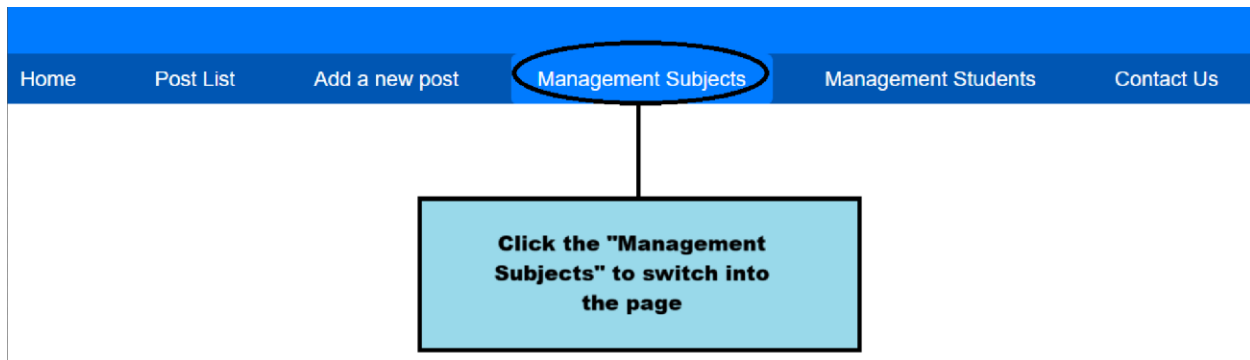 Home Post List Add a new post Management Subjects Management Students Contact Us
Click the "Management
Subjects" to switch into
the page